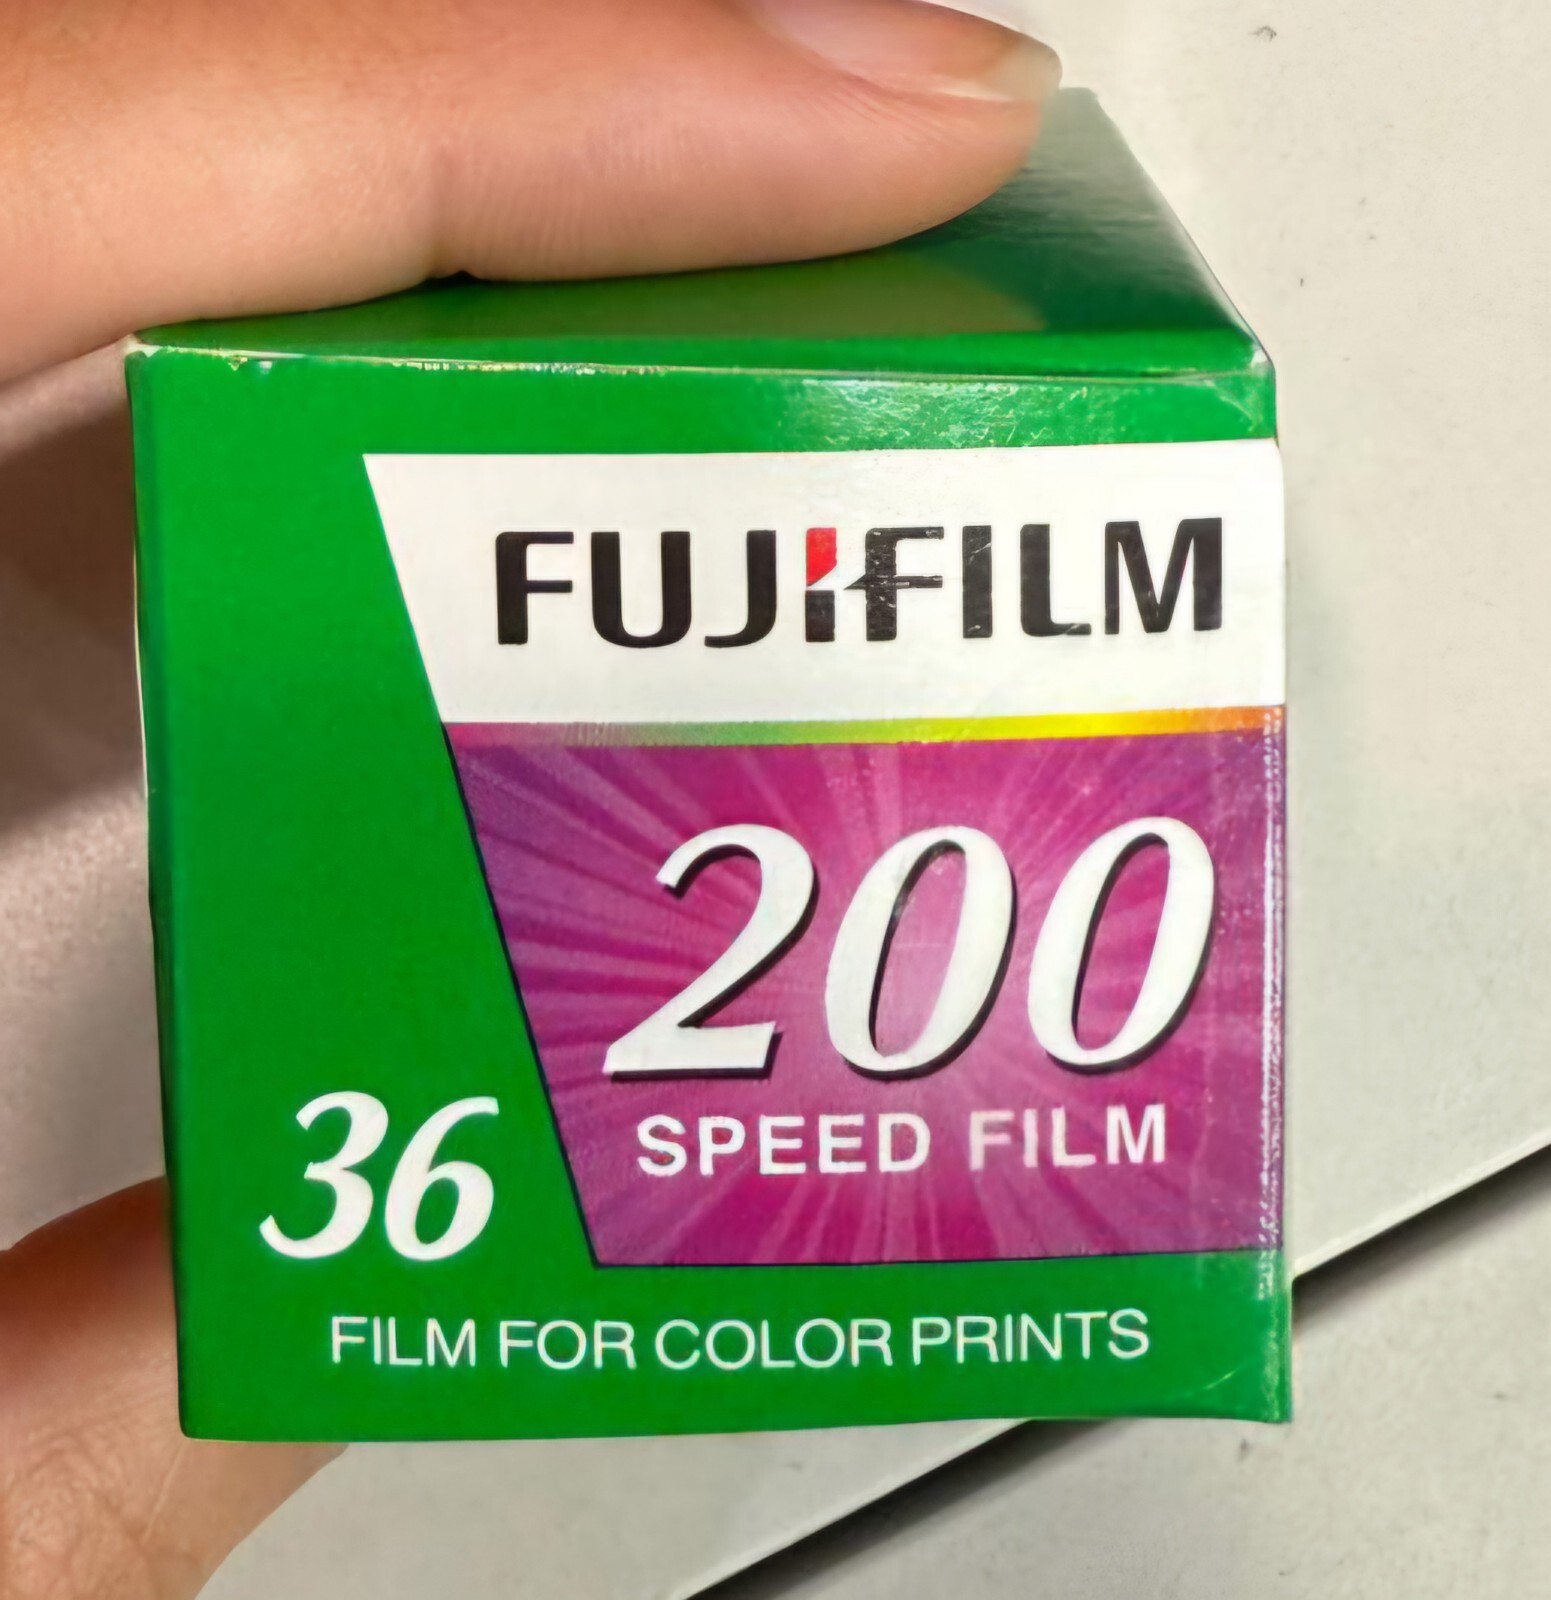 FUJIFILM
200
SPEED FILM
36
FILM FOR COLOR PRINTS